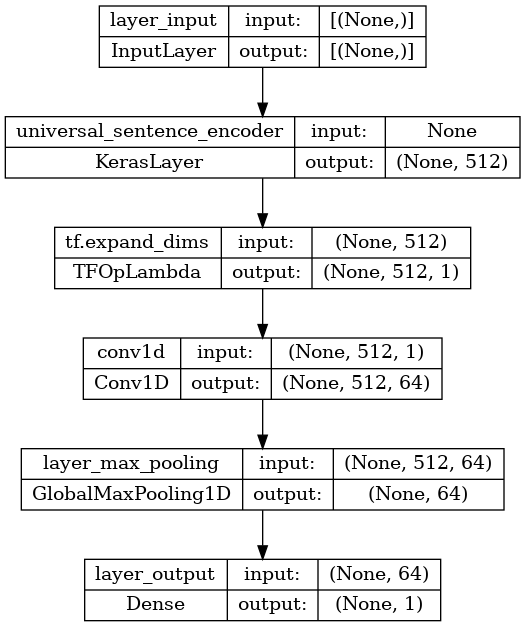 layer_input input: [(None,)]
InputLayer output: [(None,)]
universal_sentence_encoder input: None
KerasLayer output: (None, 512)
tf.expand_dims input: (None, 512)
TFOpLambda output: (None, 512, 1)
conv1d input: (None, 512, 1)
Conv1D output: (None, 512, 64)
layer_max_pooling input: (None, 512, 64)
GlobalMaxPooling1D output: (None, 64)
layer_output input: (None, 64)
Dense output: (None, 1)